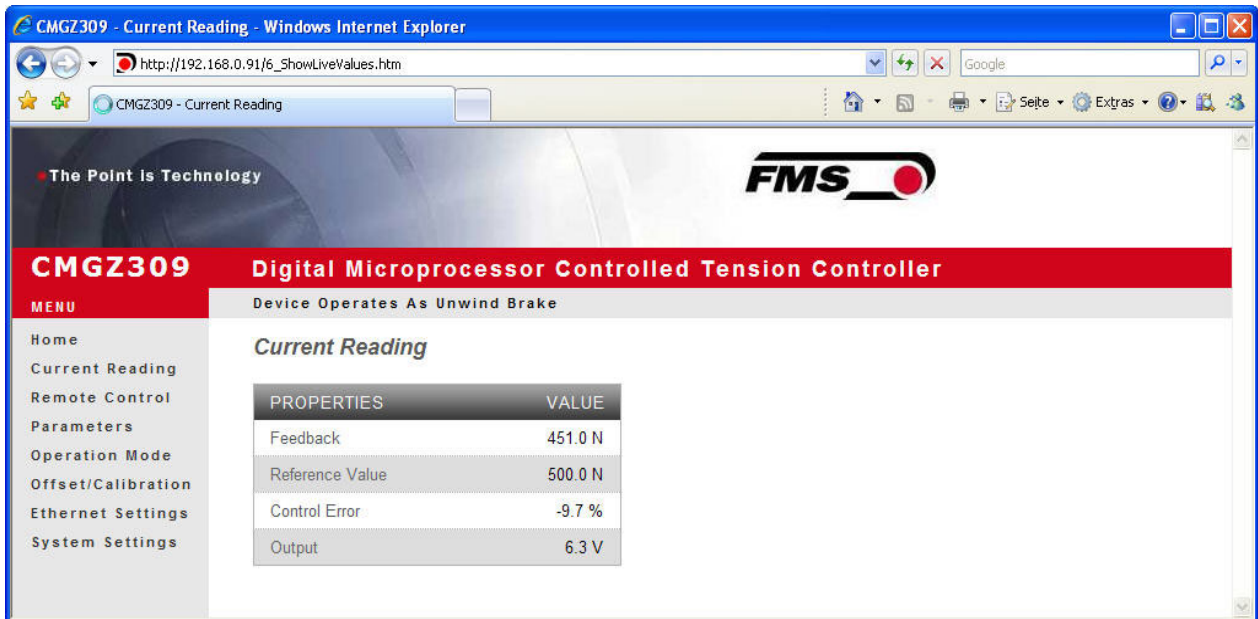 CMGZ309 - Current Reading - Windows Internet Explorer
http://192.168.0.91/6_ShowLiveValues.htm
Google
CMGZ309 - Current Reading
Seite
Extras
The Point is Technology
FMS
CMGZ309
Digital Microprocessor Controlled Tension Controller
MENU
Device Operates As Unwind Brake
Home
Current Reading
Remote Control
Parameters
Operation Mode
Offset/Calibration
Ethernet Settings
System Settings
Current Reading
PROPERTIES VALUE
Feedback 451.0 N
Reference Value 500.0 N
Control Error -9.7 %
Output 6.3 V